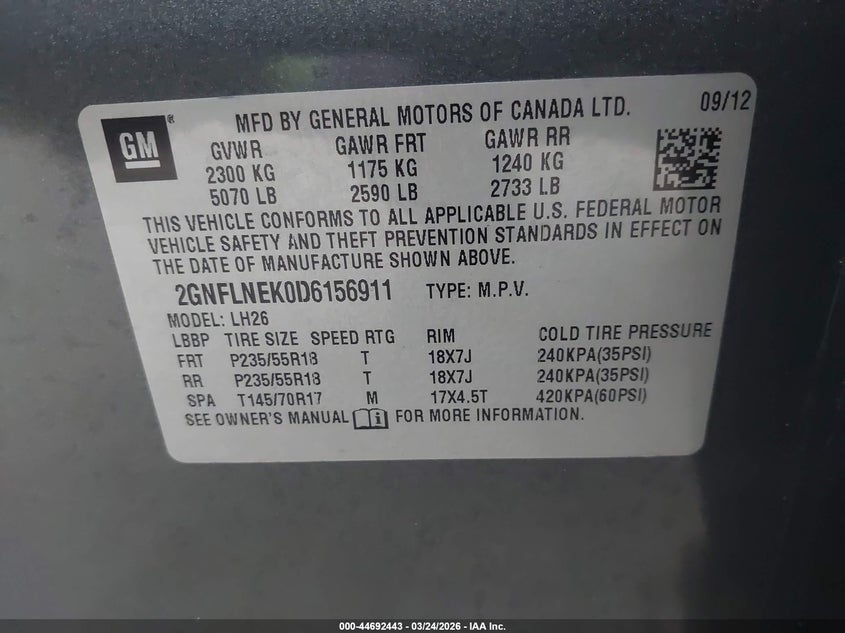 GM® MFD BY GENERAL MOTORS OF CANADA LTD. 09/12
GVWR GAWR FRT GAWR RR
2300 KG 1175 KG 1240 KG
5070 LB 2590 LB 2733 LB
THIS VEHICLE CONFORMS TO ALL APPLICABLE U.S. FEDERAL MOTOR
VEHICLE SAFETY AND THEFT PREVENTION STANDARDS IN EFFECT ON
THE DATE OF MANUFACTURE SHOWN ABOVE.
2GNFLNEK0D6156911 TYPE: M.P.V.
MODEL: LH26
LBBP TIRE SIZE SPEED RTG RIM COLD TIRE PRESSURE
FRT P235/55R18 T 18X7J 240KPA(35PSI)
RR P235/55R18 T 18X7J 240KPA(35PSI)
SPA T145/70R17 M 17X4.5T 420KPA(60PSI)
SEE OWNER'S MANUAL FOR MORE INFORMATION.
000-44692443 - 03/24/2026 - IAA Inc.